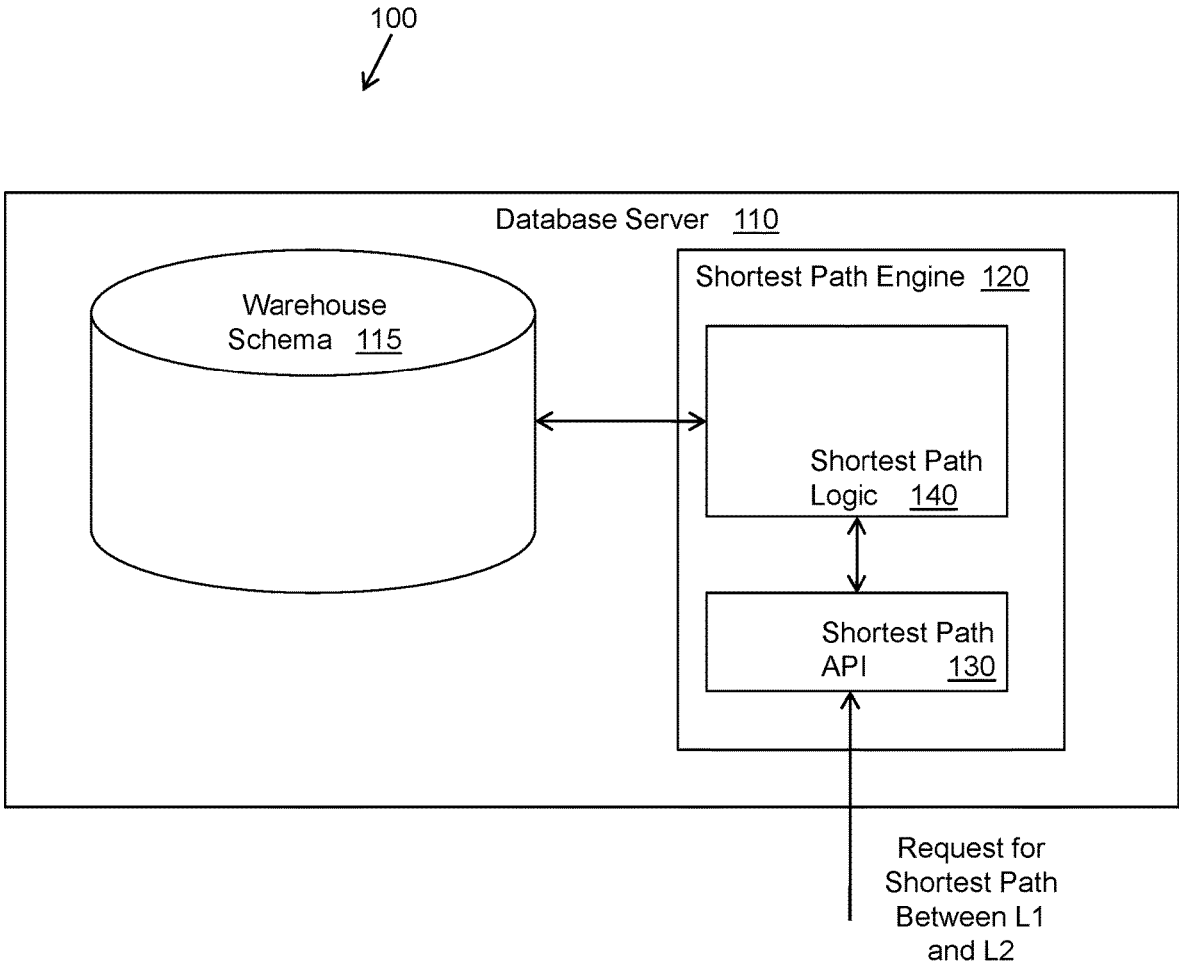 100
Database Server 110
Warehouse
Schema 115
Shortest Path Engine 120
Shortest Path
Logic 140
Shortest Path
API 130
Request for
Shortest Path
Between L1
and L2